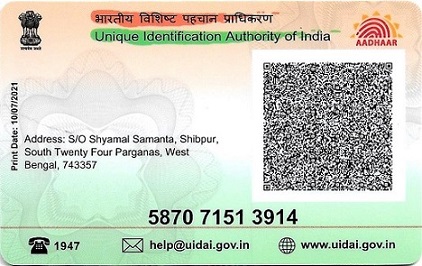 भारतीय विशिष्ट पहचान प्राधिकरण
Unique Identification Authority of India
AADHAAR
Print Date: 10/07/2021
Address: S/O Shyamal Samanta, Shibpur,
South Twenty Four Parganas, West
Bengal, 743357
5870 7151 3914
1947
help@uidai.gov.in
www.uidai.gov.in